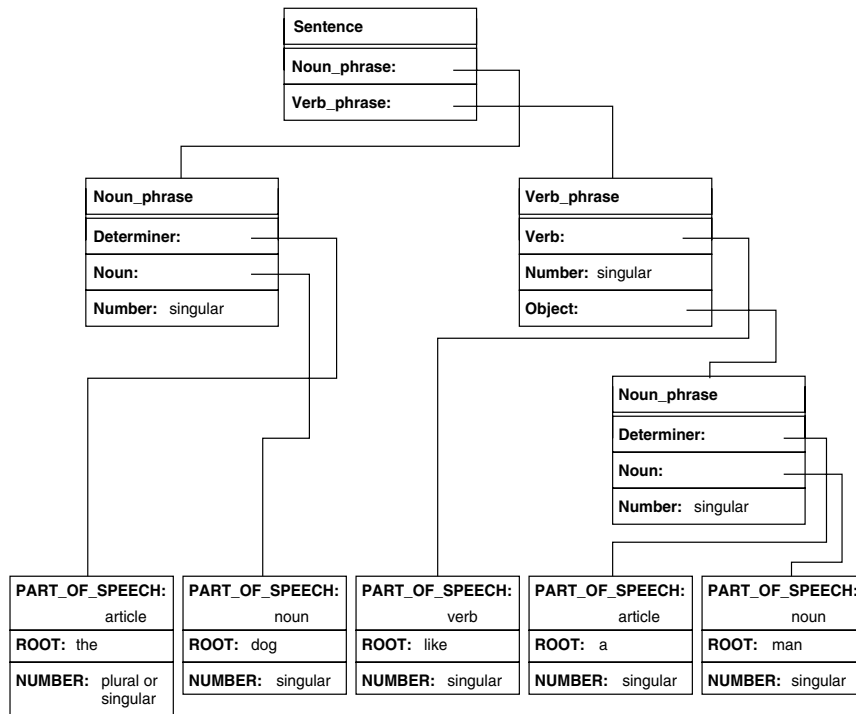 Sentence
Noun_phrase:
Verb_phrase:
Noun_phrase
Determiner:
Noun:
Number: singular
Verb_phrase
Verb:
Number: singular
Object:
Noun_phrase
Determiner:
Noun:
Number: singular
PART_OF_SPEECH:
article
ROOT: the
NUMBER: plural or
singular
PART_OF_SPEECH:
noun
ROOT: dog
NUMBER: singular
PART_OF_SPEECH:
verb
ROOT: like
NUMBER: singular
PART_OF_SPEECH:
article
ROOT: a
NUMBER: singular
PART_OF_SPEECH:
noun
ROOT: man
NUMBER: singular